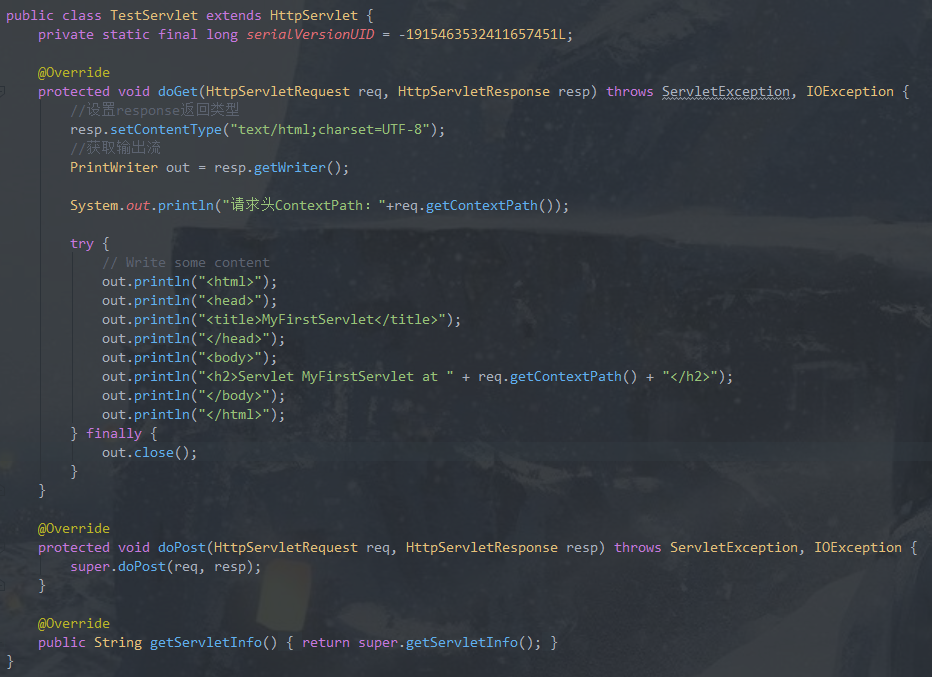 public class TestServlet extends HttpServlet {
    private static final long serialVersionUID = -1915463532411657451L;

    @Override
    protected void doGet(HttpServletRequest req, HttpServletResponse resp) throws ServletException, IOException {
        //设置response返回类型
        resp.setContentType("text/html;charset=UTF-8");
        //获取输出流
        PrintWriter out = resp.getWriter();

        System.out.println("请求头ContextPath："+req.getContextPath());

        try {
            // Write some content
            out.println("<html>");
            out.println("<head>");
            out.println("<title>MyFirstServlet</title>");
            out.println("</head>");
            out.println("<body>");
            out.println("<h2>Servlet MyFirstServlet at " + req.getContextPath() + "</h2>");
            out.println("</body>");
            out.println("</html>");
        } finally {
            out.close();
        }
    }

    @Override
    protected void doPost(HttpServletRequest req, HttpServletResponse resp) throws ServletException, IOException {
        super.doPost(req, resp);
    }

    @Override
    public String getServletInfo() { return super.getServletInfo(); }
}